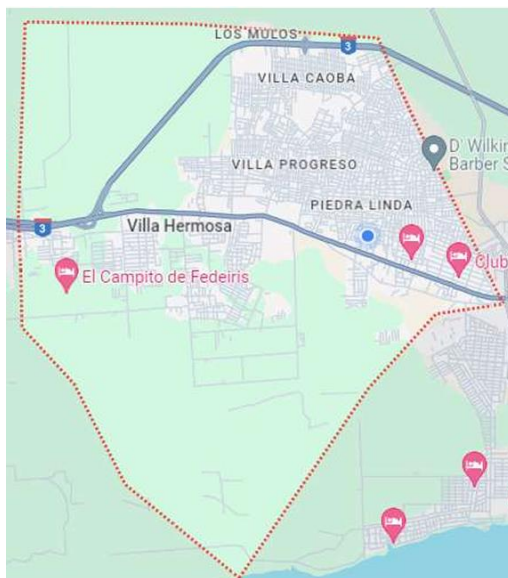 LOS MULOS
3
VILLA CAOBA
D' Wilkin
Barber S
VILLA PROGRESO
PIEDRA LINDA
3
Villa Hermosa
Club
El Campito de Fedeiris